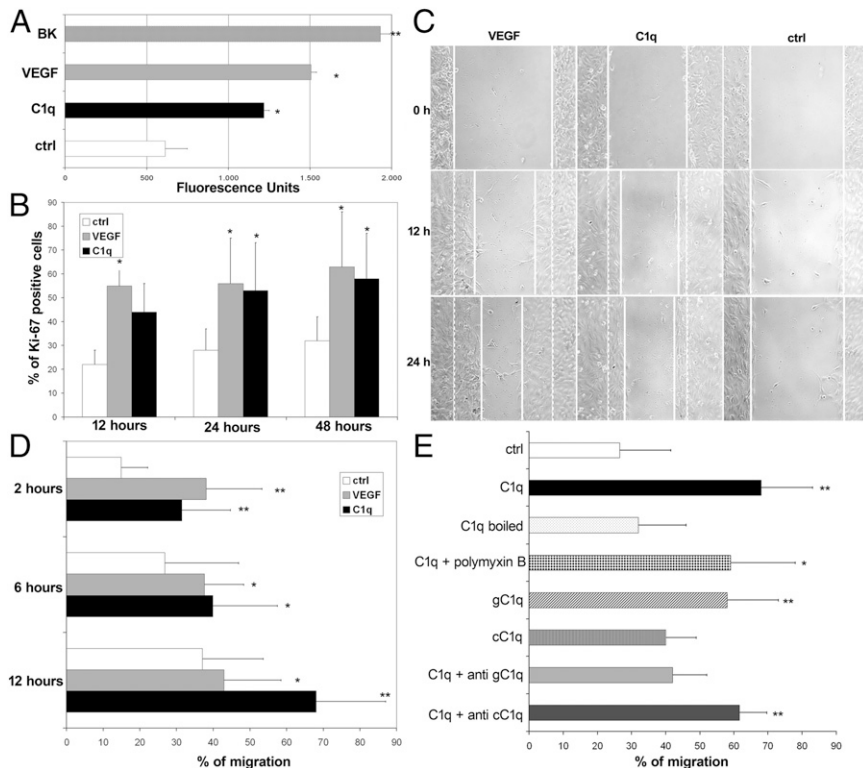 A
BK
**
VEGF
*
C1q
*
ctrl
0 500 1.000 1.500 2.000
Fluorescence Units
B
ctrl
VEGF
C1q
90
80
70
60
50
40
30
20
10
0
% of Ki-67 positive cells
* * * * *
12 hours 24 hours 48 hours
C
VEGF C1q ctrl
0 h
12 h
24 h
D
ctrl
VEGF
C1q
2 hours
**
**
6 hours
*
*
12 hours
*
**
0 10 20 30 40 50 60 70 80 90
% of migration
E
ctrl
C1q
**
C1q boiled
C1q + polymyxin B
*
gC1q
**
cC1q
C1q + anti gC1q
C1q + anti cC1q
**
0 10 20 30 40 50 60 70 80 90
% of migration